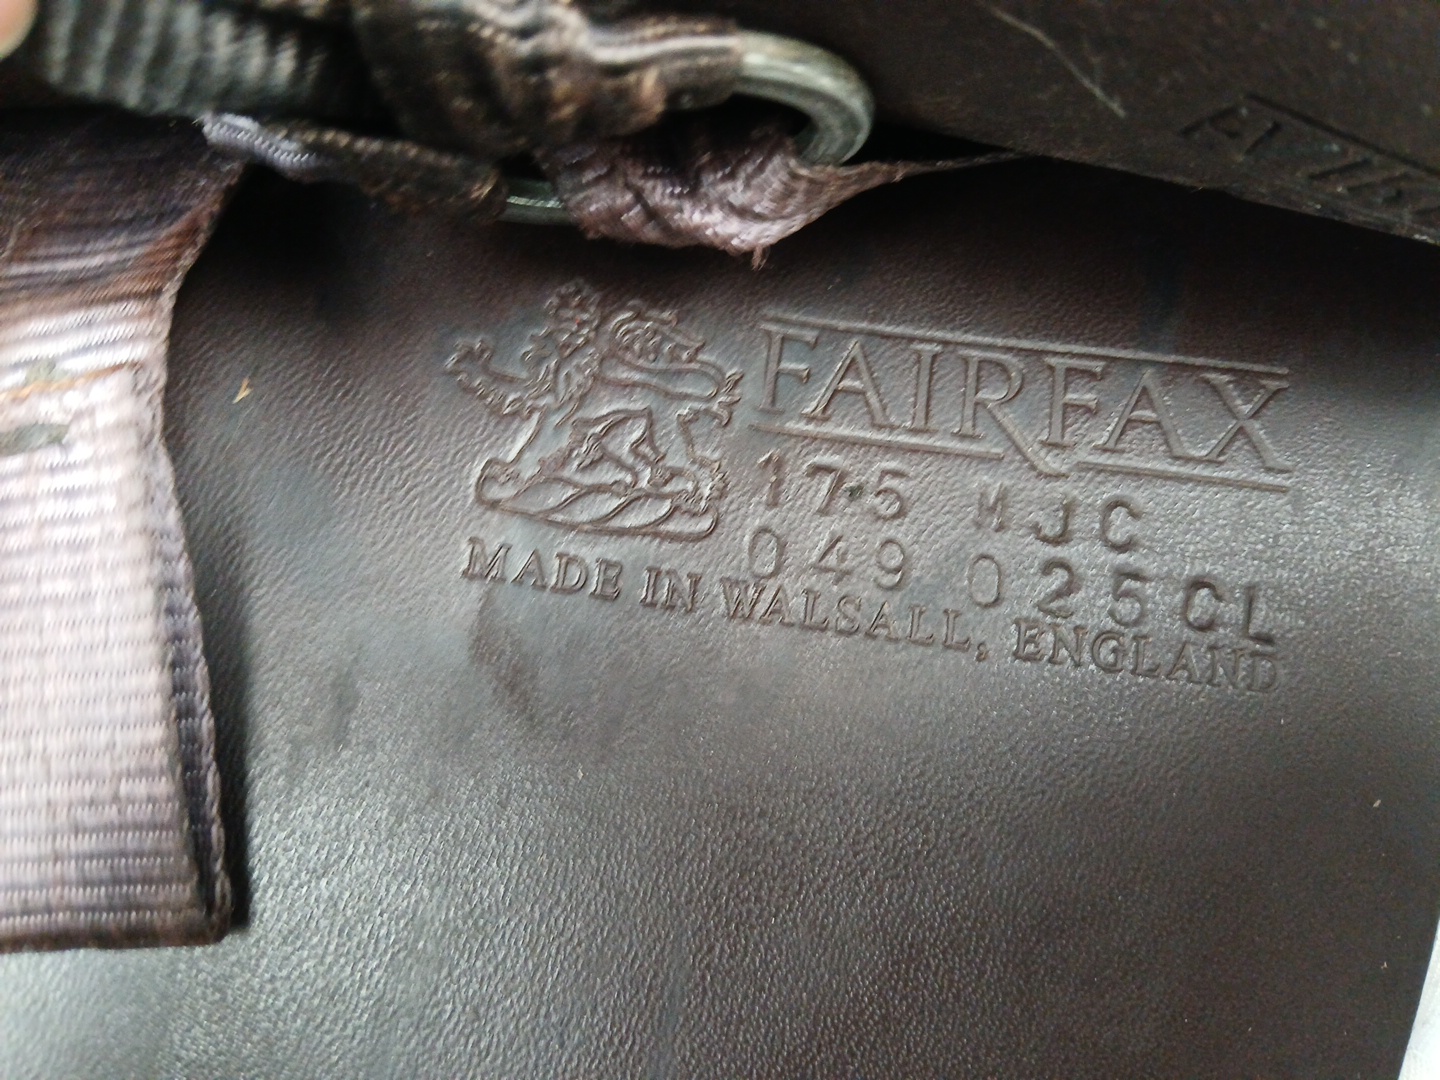 FAIRFAX
17.5 MJC
049 025CL
MADE IN WALSALL, ENGLAND